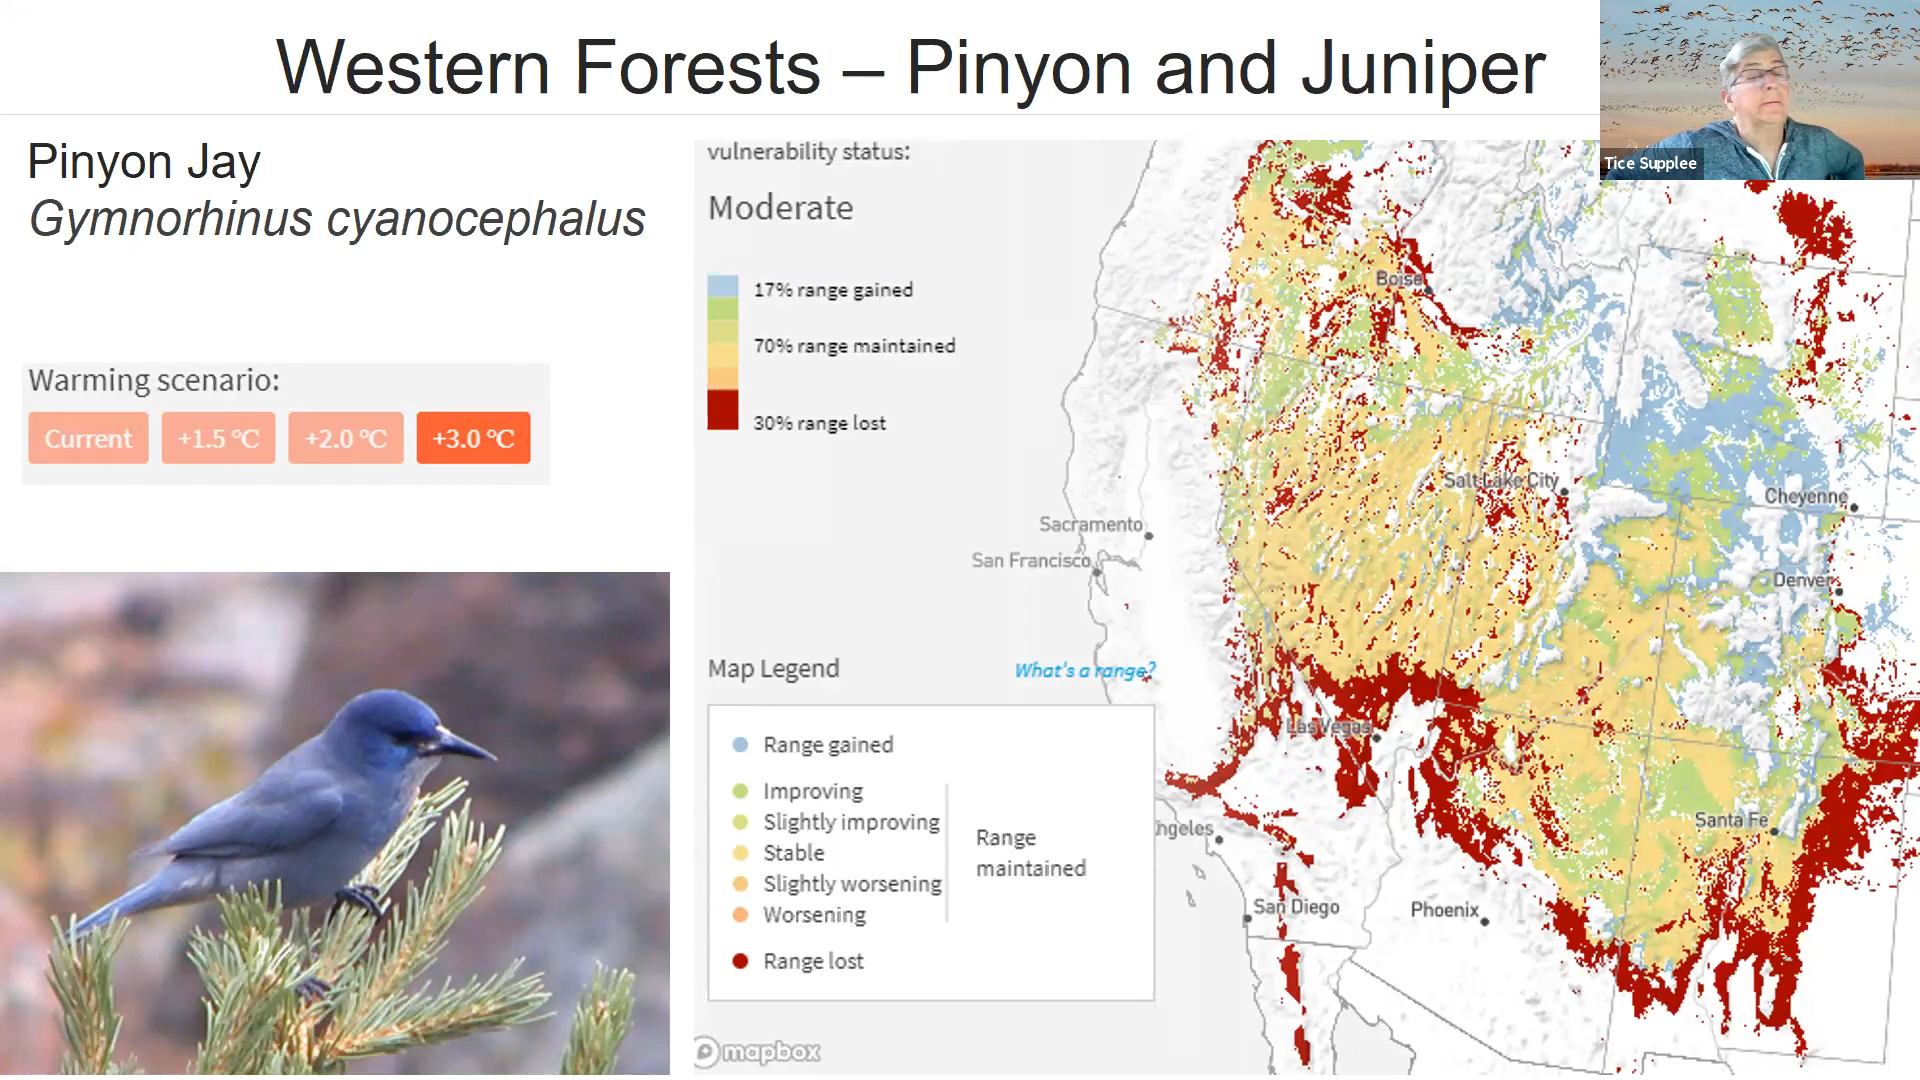 Western Forests – Pinyon and Juniper
Tice Supplee
Pinyon Jay
Gymnorhinus cyanocephalus
Warming scenario:
Current +1.5 ºC +2.0 ºC +3.0 ºC
vulnerability status:
Moderate
17% range gained
70% range maintained
30% range lost
Map Legend What's a range?
Range gained
Improving
Slightly improving
Stable
Slightly worsening
Worsening
Range
maintained
Range lost
mapbox
Boise
Salt Lake City
Cheyenne
Sacramento
San Francisco
Denver
Las Vegas
Santa Fe
ngeles
San Diego
Phoenix